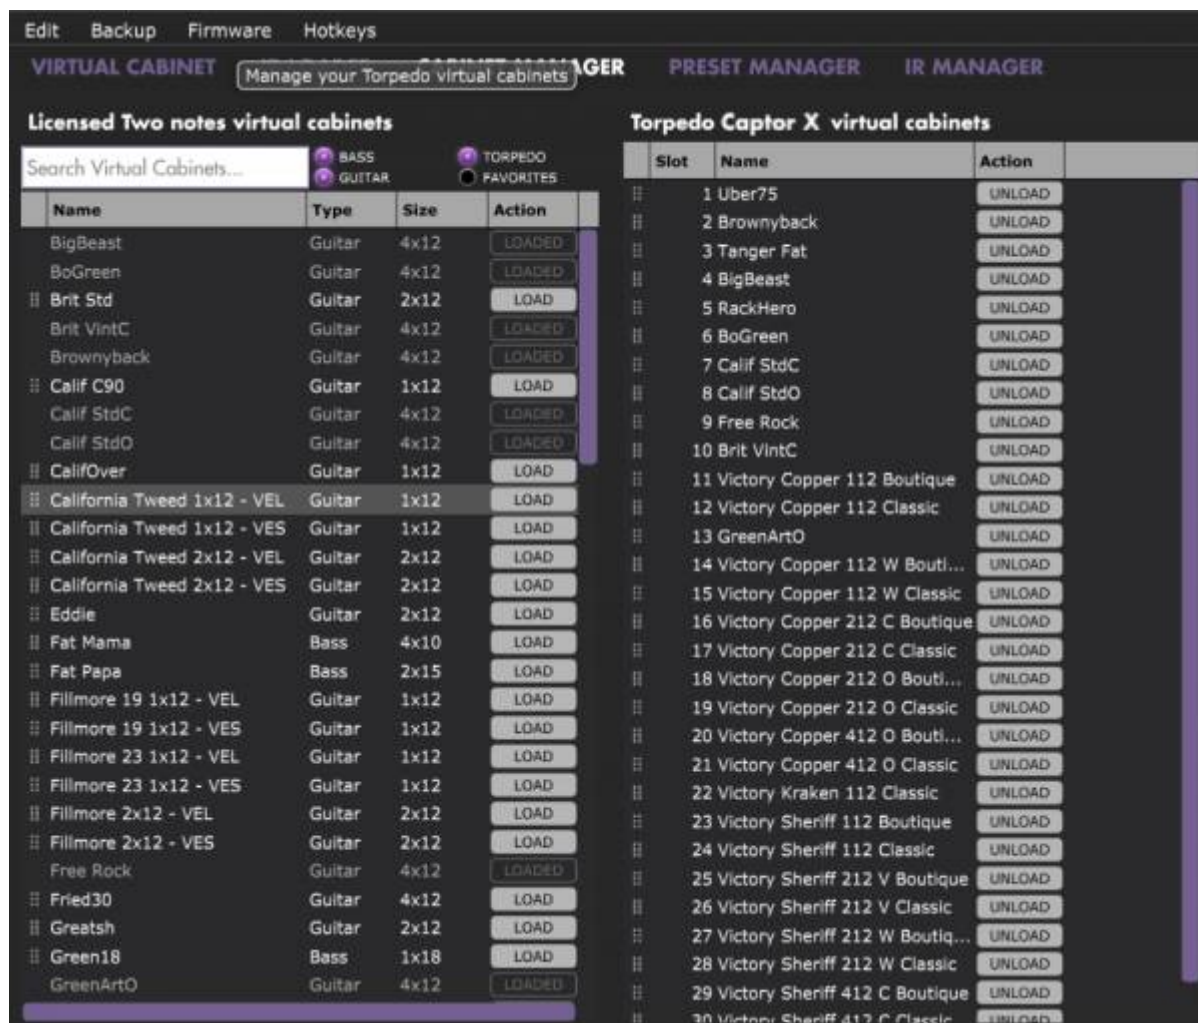 Edit Backup Firmware Hotkeys
VIRTUAL CABINET GER PRESET MANAGER IR MANAGER
Manage your Torpedo virtual cabinets
Licensed Two notes virtual cabinets
Search Virtual Cabinets...
BASS TORPEDO
GUITAR FAVORITES
Name Type Size Action
BigBeast Guitar 4x12 LOADED
BoGreen Guitar 4x12 LOADED
Brit Std Guitar 2x12 LOAD
Brit VintC Guitar 4x12 LOADED
Brownyback Guitar 4x12 LOADED
Calif C90 Guitar 1x12 LOAD
Calif StdC Guitar 4x12 LOADED
Calif StdO Guitar 4x12 LOADED
CalifOver Guitar 1x12 LOAD
California Tweed 1x12 - VEL Guitar 1x12 LOAD
California Tweed 1x12 - VES Guitar 1x12 LOAD
California Tweed 2x12 - VEL Guitar 2x12 LOAD
California Tweed 2x12 - VES Guitar 2x12 LOAD
Eddie Guitar 2x12 LOAD
Fat Mama Bass 4x10 LOAD
Fat Papa Bass 2x15 LOAD
Fillmore 19 1x12 - VEL Guitar 1x12 LOAD
Fillmore 19 1x12 - VES Guitar 1x12 LOAD
Fillmore 23 1x12 - VEL Guitar 1x12 LOAD
Fillmore 23 1x12 - VES Guitar 1x12 LOAD
Fillmore 2x12 - VEL Guitar 2x12 LOAD
Fillmore 2x12 - VES Guitar 2x12 LOAD
Free Rock Guitar 4x12 LOADED
Fried30 Guitar 4x12 LOAD
Greatsh Guitar 2x12 LOAD
Green18 Bass 1x18 LOAD
GreenArtO Guitar 4x12 LOADED
Torpedo Captor X virtual cabinets
Slot Name Action
1 Uber75 UNLOAD
2 Brownyback UNLOAD
3 Tanger Fat UNLOAD
4 BigBeast UNLOAD
5 RackHero UNLOAD
6 BoGreen UNLOAD
7 Calif StdC UNLOAD
8 Calif StdO UNLOAD
9 Free Rock UNLOAD
10 Brit VintC UNLOAD
11 Victory Copper 112 Boutique UNLOAD
12 Victory Copper 112 Classic UNLOAD
13 GreenArtO UNLOAD
14 Victory Copper 112 W Bouti... UNLOAD
15 Victory Copper 112 W Classic UNLOAD
16 Victory Copper 212 C Boutique UNLOAD
17 Victory Copper 212 C Classic UNLOAD
18 Victory Copper 212 O Bouti... UNLOAD
19 Victory Copper 212 O Classic UNLOAD
20 Victory Copper 412 O Bouti... UNLOAD
21 Victory Copper 412 O Classic UNLOAD
22 Victory Kraken 112 Classic UNLOAD
23 Victory Sheriff 112 Boutique UNLOAD
24 Victory Sheriff 112 Classic UNLOAD
25 Victory Sheriff 212 V Boutique UNLOAD
26 Victory Sheriff 212 V Classic UNLOAD
27 Victory Sheriff 212 W Boutiq... UNLOAD
28 Victory Sheriff 212 W Classic UNLOAD
29 Victory Sheriff 412 C Boutique UNLOAD
30 Victory Sheriff 412 C Classic UNLOAD